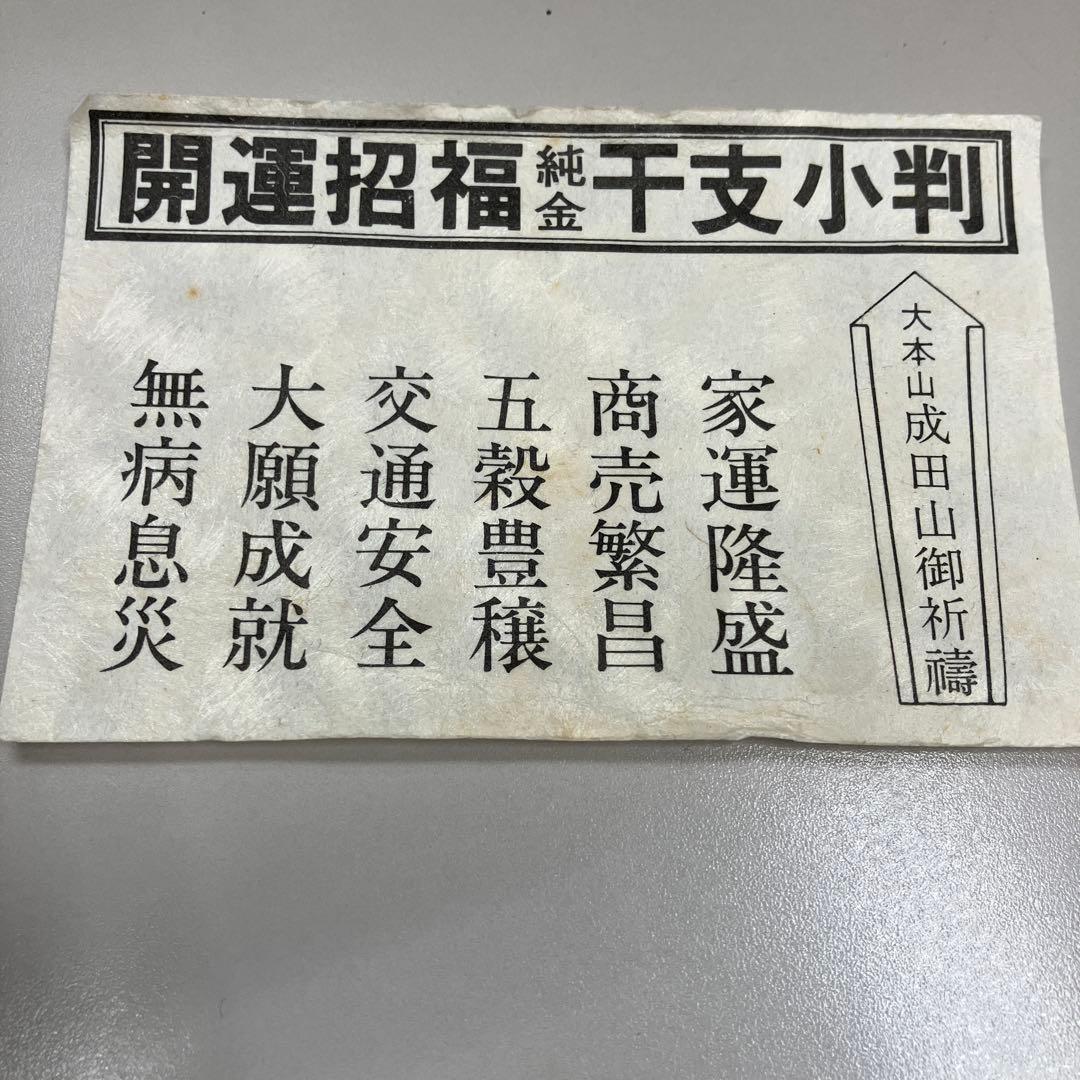 開運招福純金干支小判
大本山成田山御祈禱
家運隆盛
商売繁昌
五穀豊穣
交通安全
大願成就
無病息災